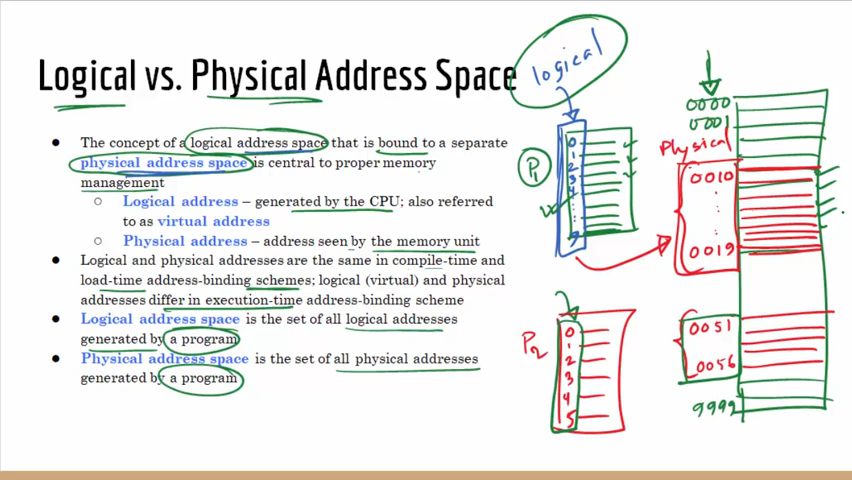 Logical vs. Physical Address Space
● The concept of a logical address space that is bound to a separate
physical address space is central to proper memory
management
○ Logical address – generated by the CPU; also referred
to as virtual address
○ Physical address – address seen by the memory unit
● Logical and physical addresses are the same in compile-time and
load-time address-binding schemes; logical (virtual) and physical
addresses differ in execution-time address-binding scheme
● Logical address space is the set of all logical addresses
generated by a program
● Physical address space is the set of all physical addresses
generated by a program
logical
P1
0
1
2
3
4
9
P2
0
1
2
3
4
5
0000
0001
Physical
0010
0019
0051
0056
9999